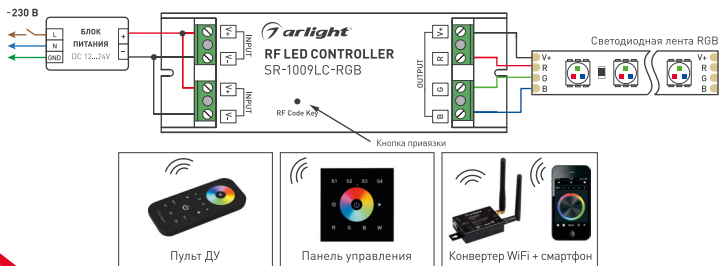 ~230 В
L
N
GND
БЛОК
ПИТАНИЯ
DC 12...24V
+
–
V+
V-
INPUT
V+
V-
INPUT
arlight®
RF LED CONTROLLER
SR-1009LC-RGB
RF Code Key
Кнопка привязки
OUTPUT
V+
R
G
B
Светодиодная лента RGB
V+
R
G
B
V+
R
G
B
Пульт ДУ
S1 S2 S3 S4
R G B W
Панель управления
Конвертер WiFi + смартфон